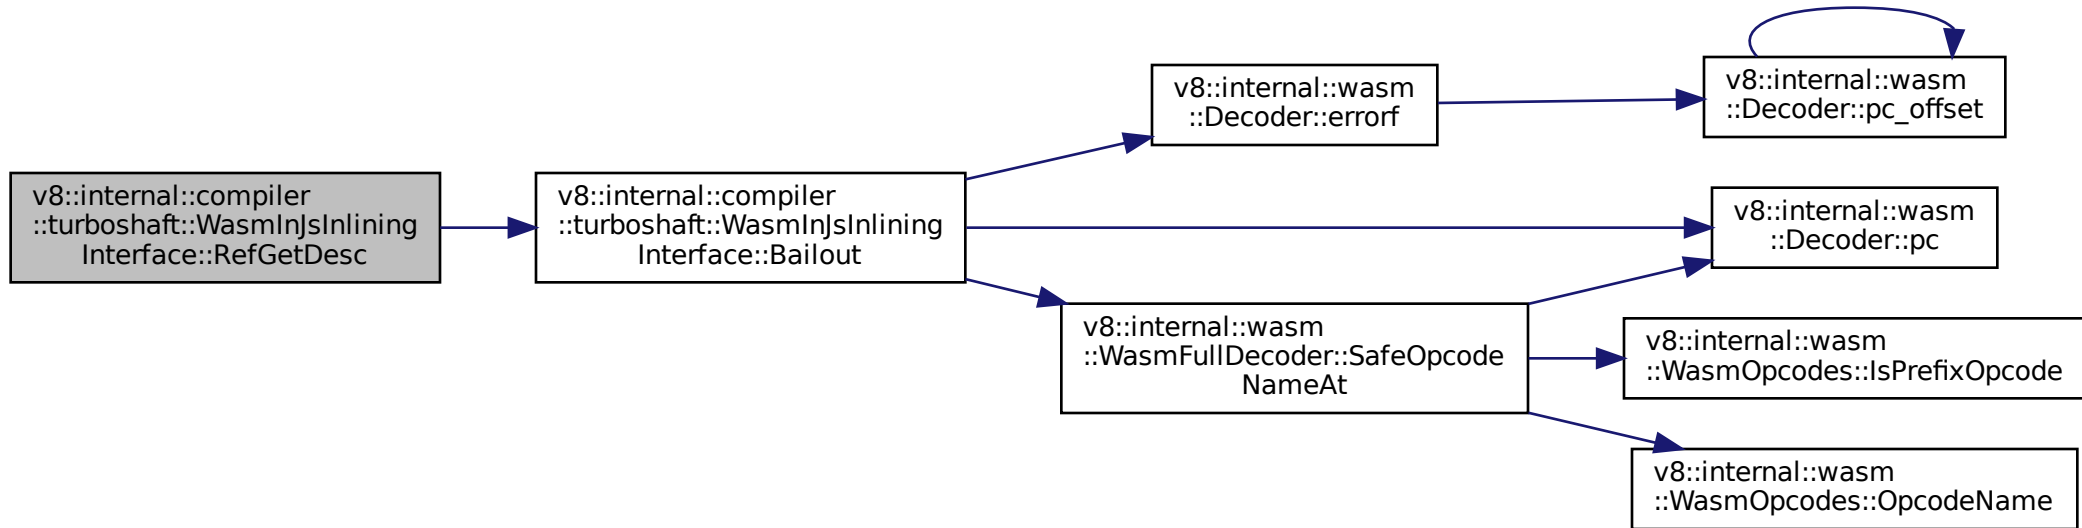 v8::internal::compiler
::turboshaft::WasmInJsInlining
Interface::RefGetDesc
v8::internal::compiler
::turboshaft::WasmInJsInlining
Interface::Bailout
v8::internal::wasm
::Decoder::errorf
v8::internal::wasm
::Decoder::pc_offset
v8::internal::wasm
::Decoder::pc
v8::internal::wasm
::WasmFullDecoder::SafeOpcode
NameAt
v8::internal::wasm
::WasmOpcodes::IsPrefixOpcode
v8::internal::wasm
::WasmOpcodes::OpcodeName